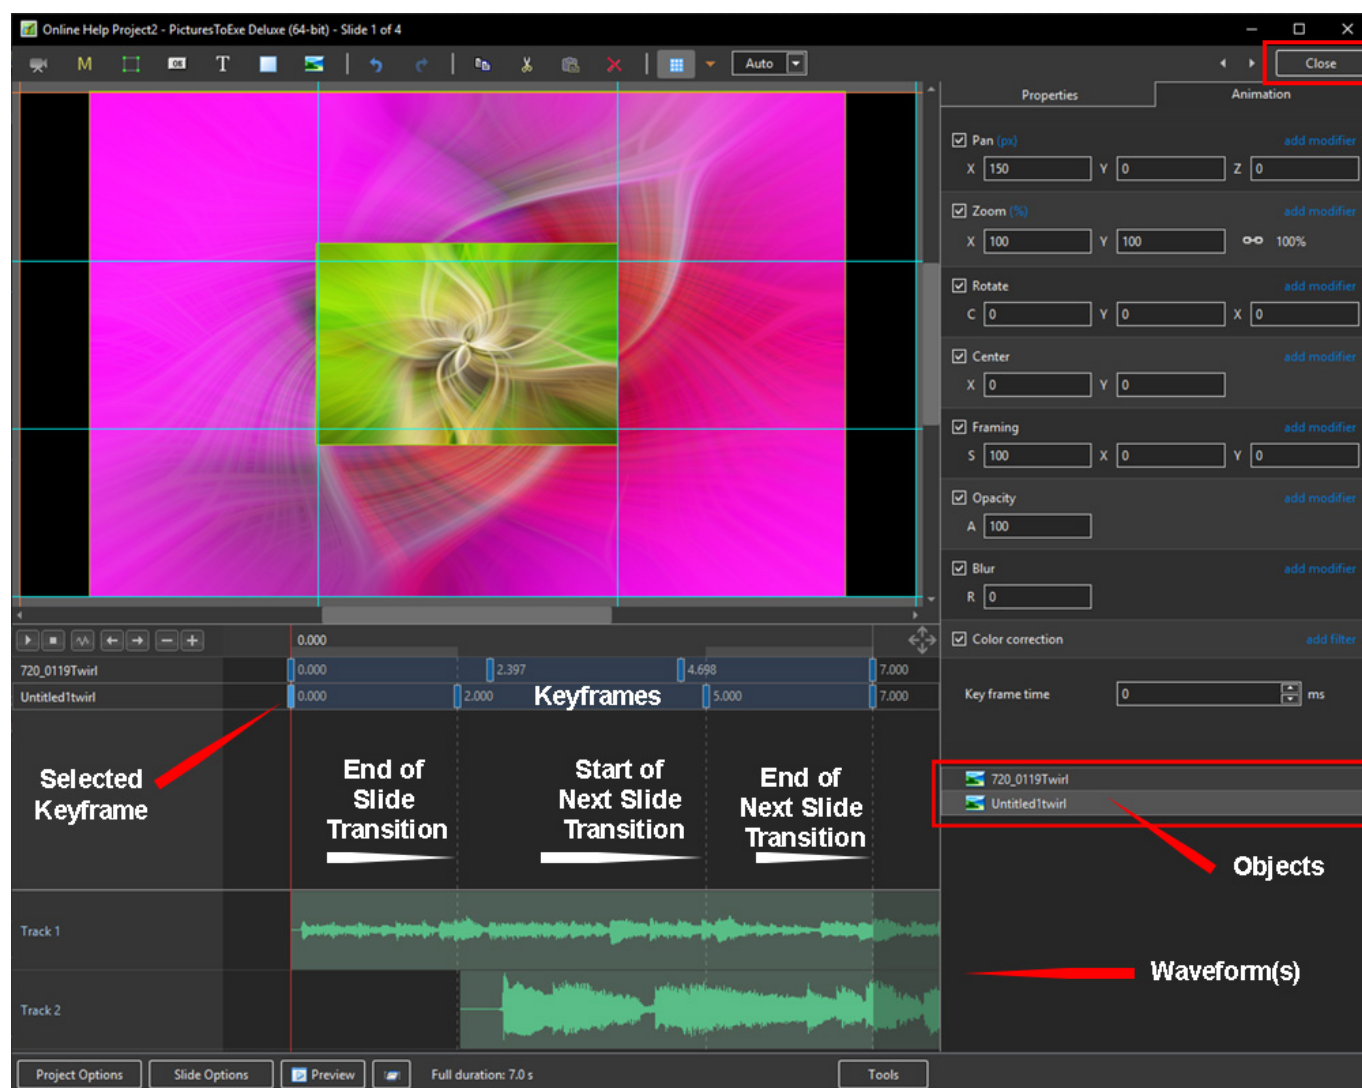 Online Help Project2 - PicturesToExe Deluxe (64-bit) - Slide 1 of 4
M OK T Auto Close
Properties Animation
Pan (px) add modifier
X 150 Y 0 Z 0
Zoom (%) add modifier
X 100 Y 100 100%
Rotate add modifier
C 0 Y 0 X 0
Center add modifier
X 0 Y 0
Framing add modifier
S 100 X 0 Y 0
Opacity add modifier
A 100
Blur add modifier
R 0
Color correction add filter
Key frame time 0 ms
720_0119Twirl
Untitled1twirl
Objects
0.000
720_0119Twirl 0.000 2.397 4.698 7.000
Untitled1twirl 0.000 2.000 Keyframes 5.000 7.000
Selected
Keyframe
End of
Slide
Transition
Start of
Next Slide
Transition
End of
Next Slide
Transition
Track 1
Waveform(s)
Track 2
Project Options Slide Options Preview Full duration: 7.0 s Tools